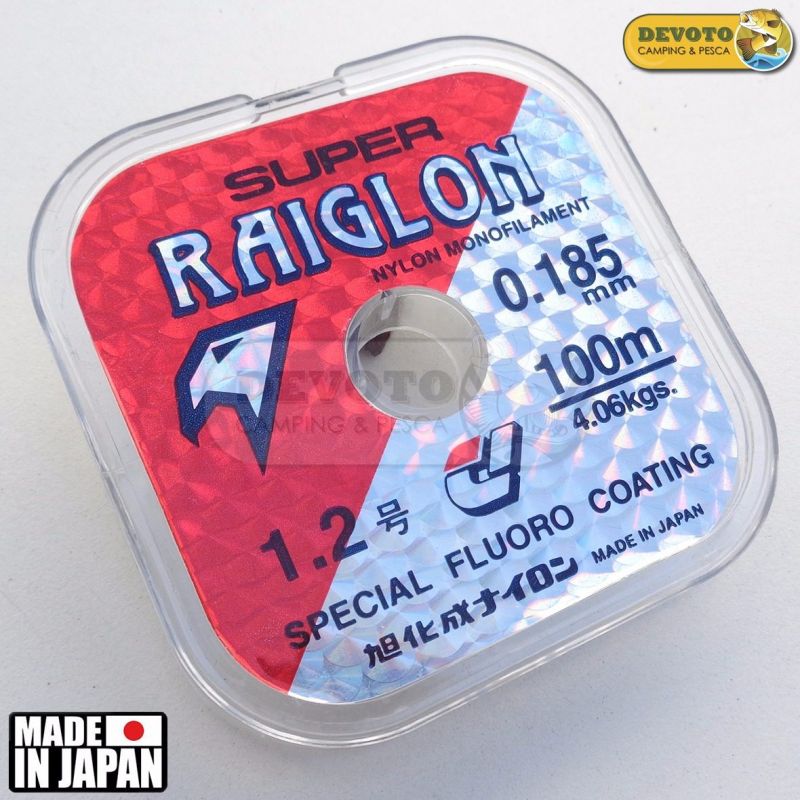 DEVOTO
CAMPING & PESCA
SUPER
RAIGLON
NYLON MONOFILAMENT
0.185
mm
100m
4.06kgs.
DEVOTO
CAMPING & PESCA
1.2号
SPECIAL FLUORO COATING
旭化成ナイロン MADE IN JAPAN
MADE
IN JAPAN